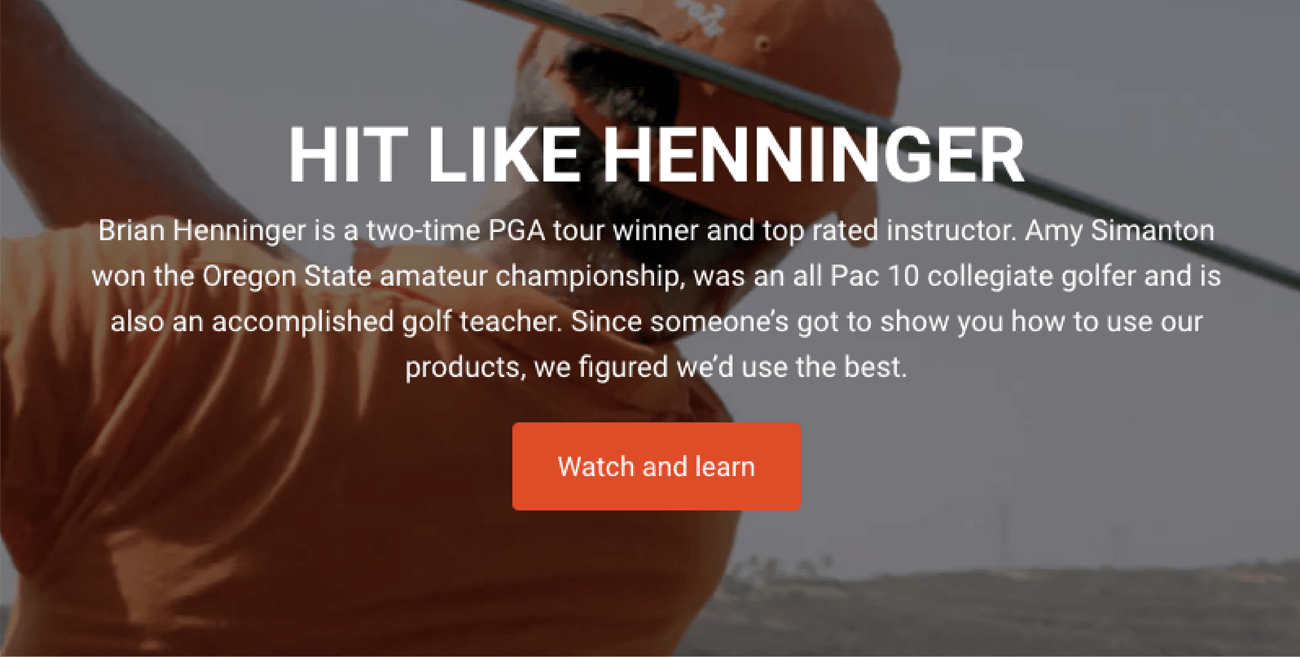 HIT LIKE HENNINGER
Brian Henninger is a two-time PGA tour winner and top rated instructor. Amy Simanton
won the Oregon State amateur championship, was an all Pac 10 collegiate golfer and is
also an accomplished golf teacher. Since someone’s got to show you how to use our
products, we figured we’d use the best.
Watch and learn